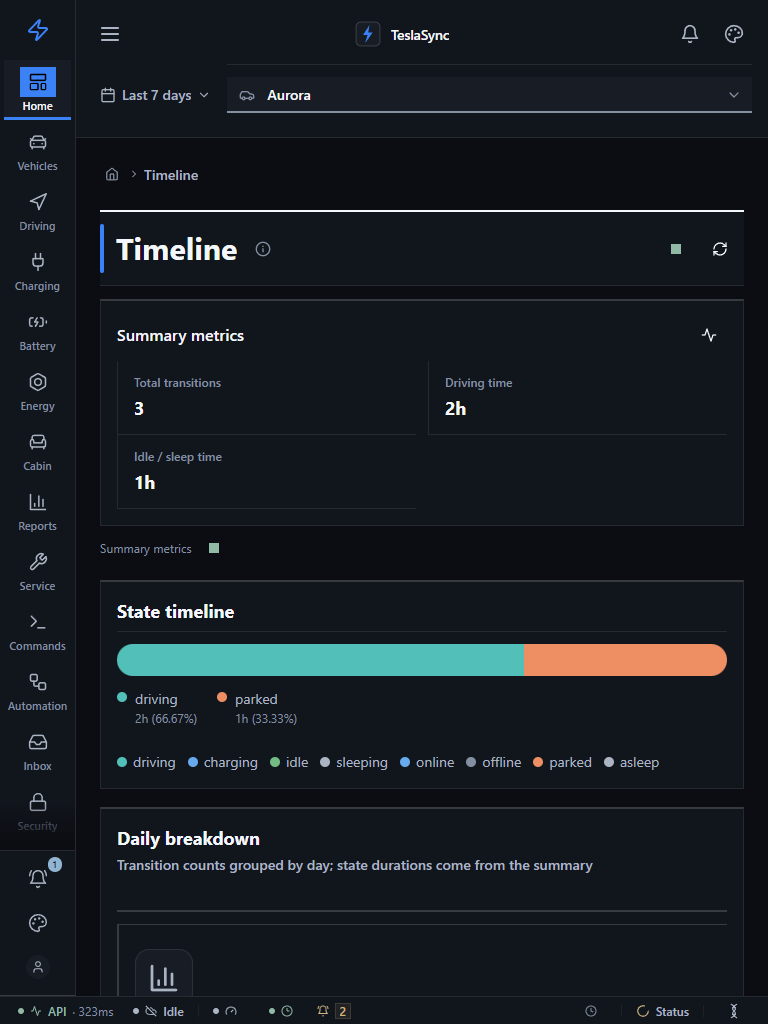 TeslaSync
Last 7 days
Aurora
Home
Vehicles
Driving
Charging
Battery
Energy
Cabin
Reports
Service
Commands
Automation
Inbox
Security
1
Timeline
Timeline
Summary metrics
Total transitions
3
Driving time
2h
Idle / sleep time
1h
Summary metrics
State timeline
driving
2h (66.67%)
parked
1h (33.33%)
driving charging idle sleeping online offline parked asleep
Daily breakdown
Transition counts grouped by day; state durations come from the summary
API · 323ms Idle 2 Status